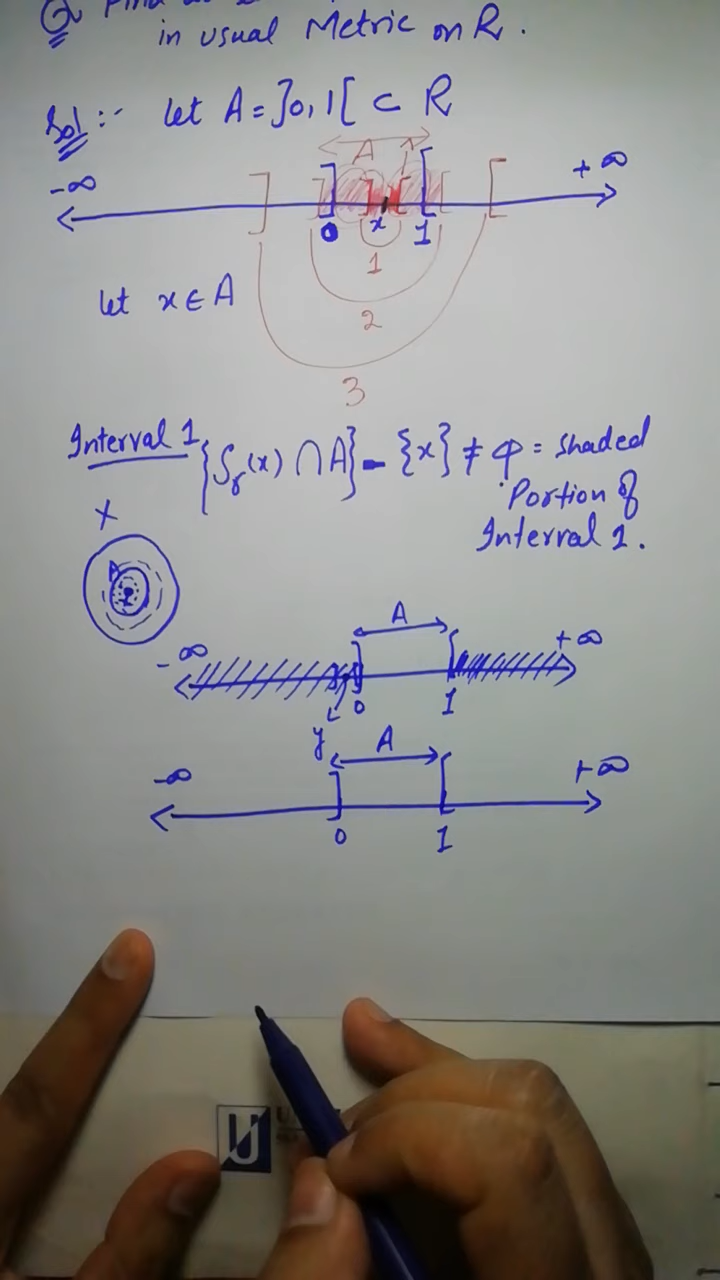 Q Find
in usual Metric on R.
Sol :- let A = ]0, 1[ ⊂ R
A
-∞ ] ] ] [ [ [ +∞
0 x 1
1
let x ∈ A
2
3
Interval 1 {Sᵣ(x) ∩ A} - {x} ≠ φ = shaded
Portion of
Interval 1.
X
A
A
-∞ ] [ +∞
0 1
y
A
-∞ ] [ +∞
0 1
U